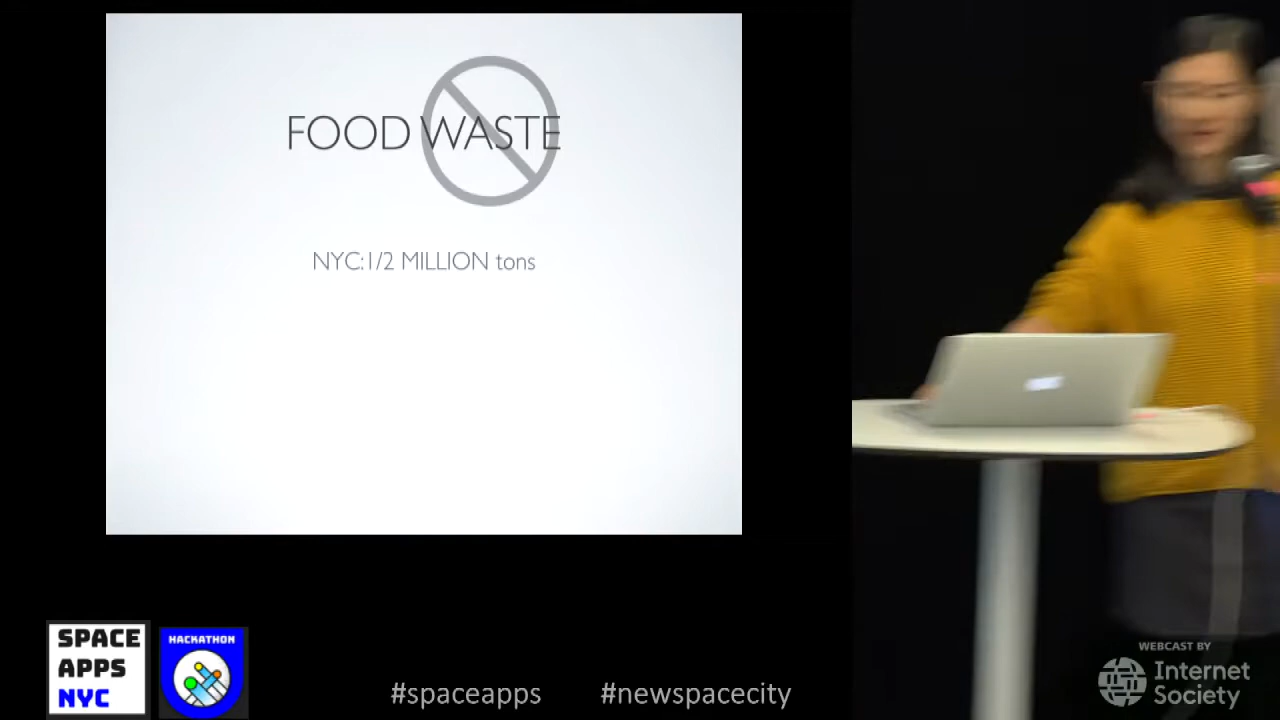 FOOD WASTE
NYC: 1/2 MILLION tons
SPACE
APPS
NYC
HACKATHON
#spaceapps
#newspacecity
WEBCAST BY
Internet
Society